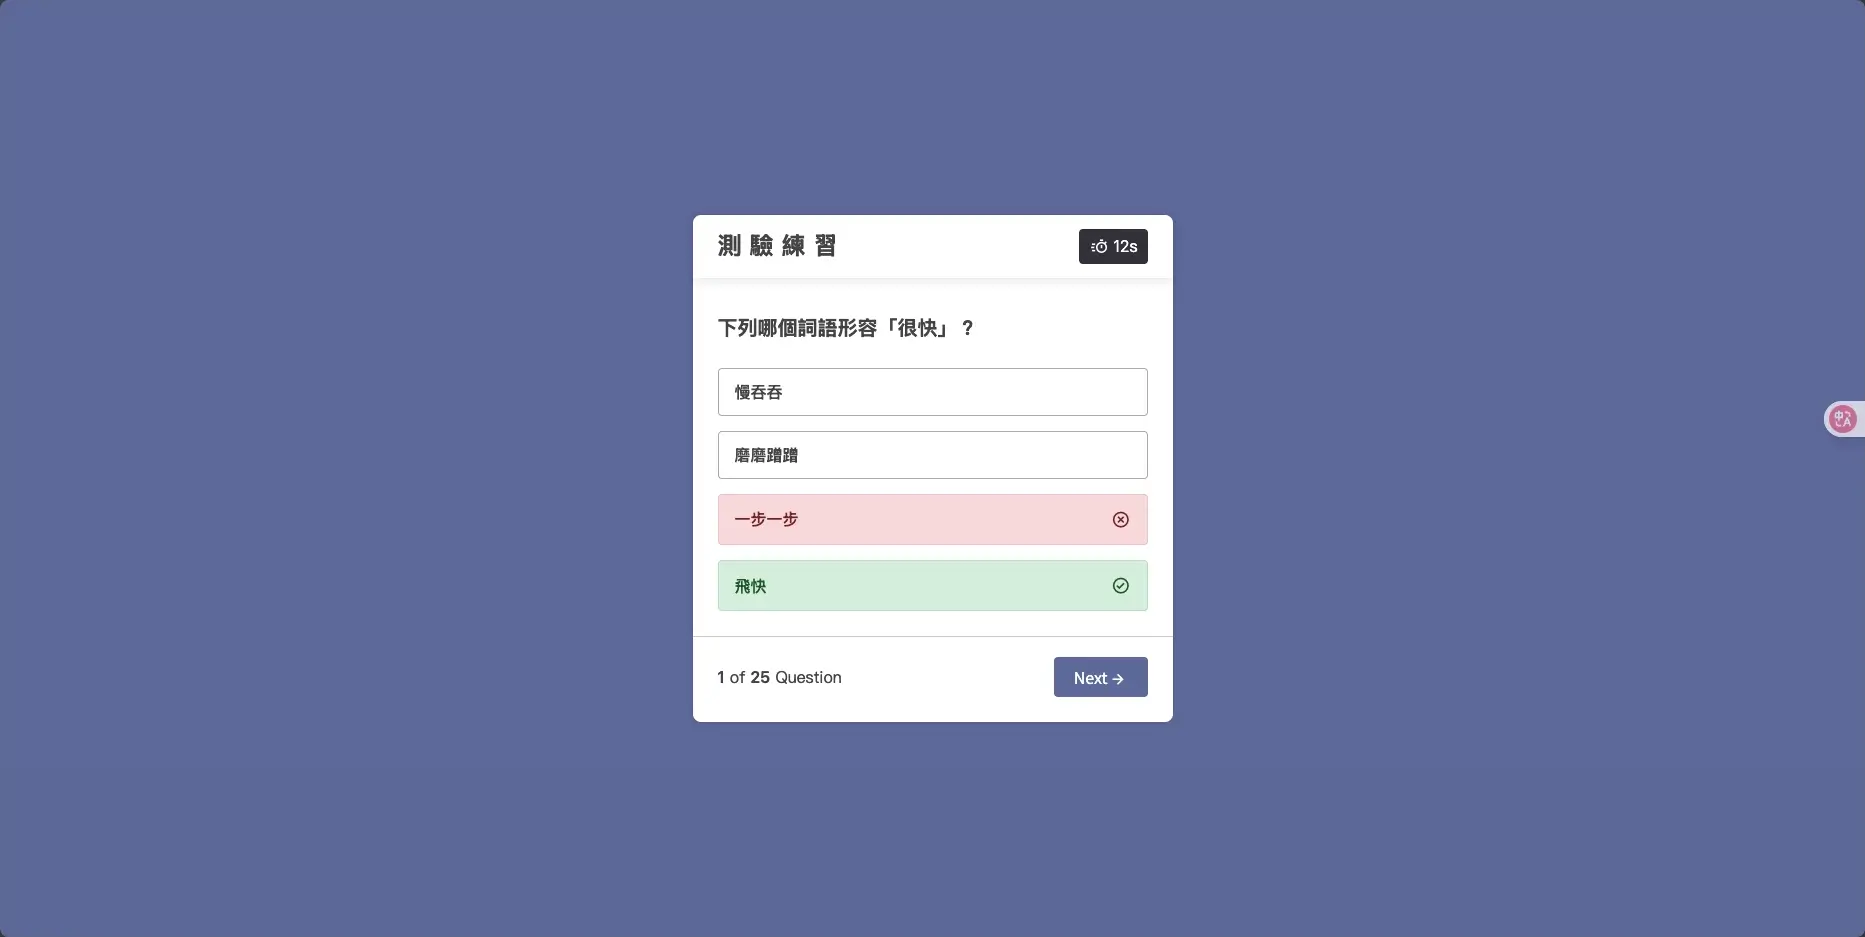 測驗練習
12s
下列哪個詞語形容「很快」？
慢吞吞
磨磨蹭蹭
一步一步
飛快
1 of 25 Question
Next →
中 A